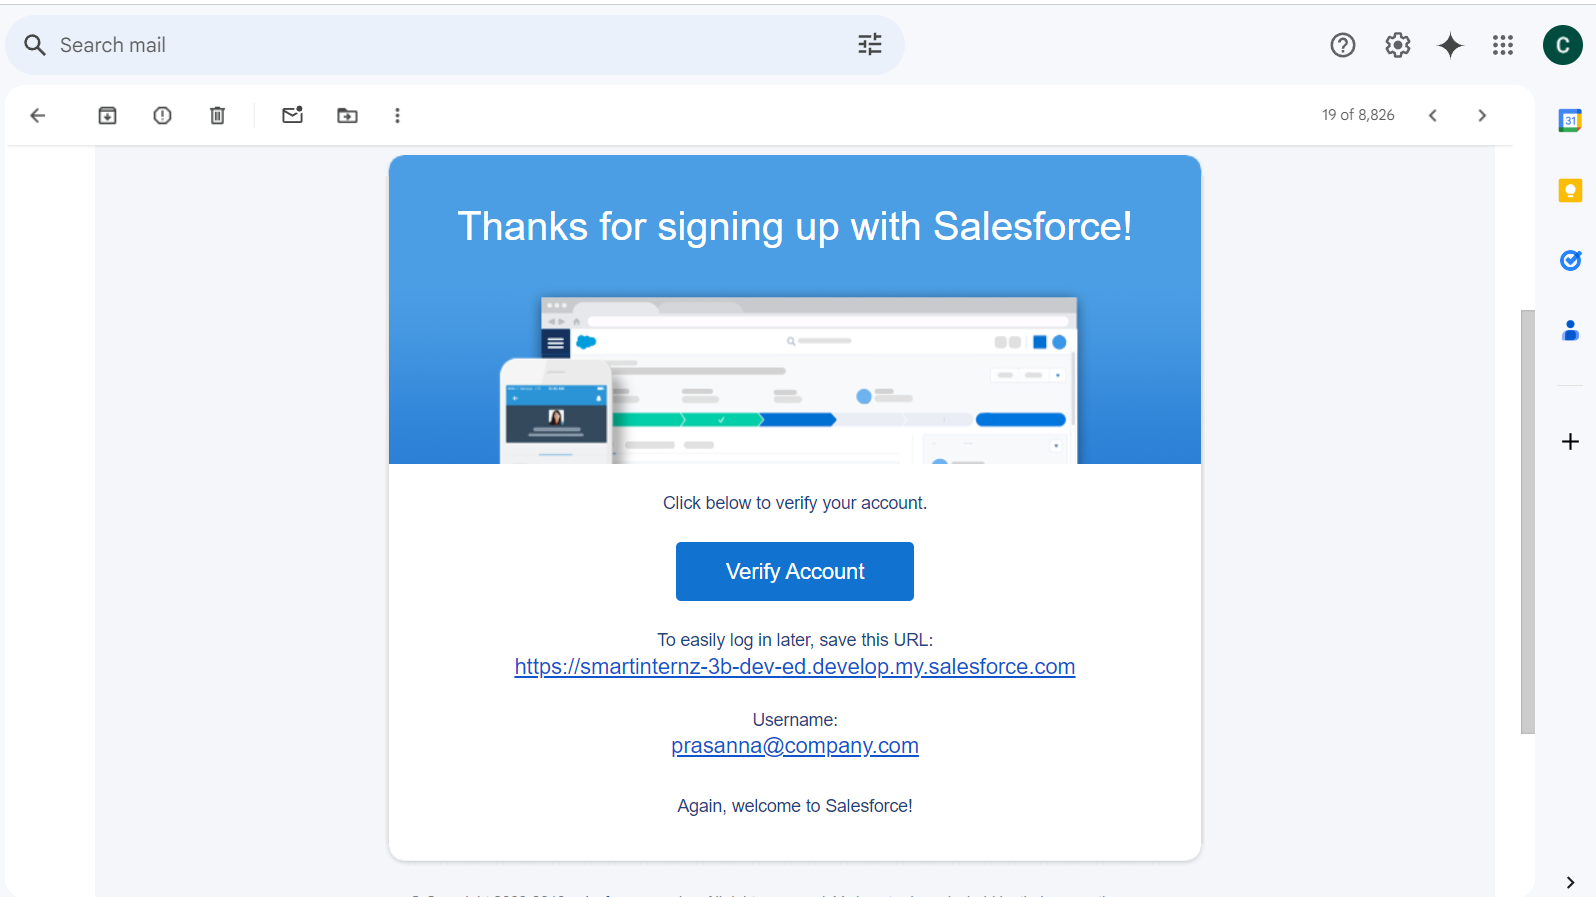 Search mail
C
19 of 8,826
31
Thanks for signing up with Salesforce!
Click below to verify your account.
Verify Account
To easily log in later, save this URL:
https://smartinternz-3b-dev-ed.develop.my.salesforce.com
Username:
prasanna@company.com
Again, welcome to Salesforce!